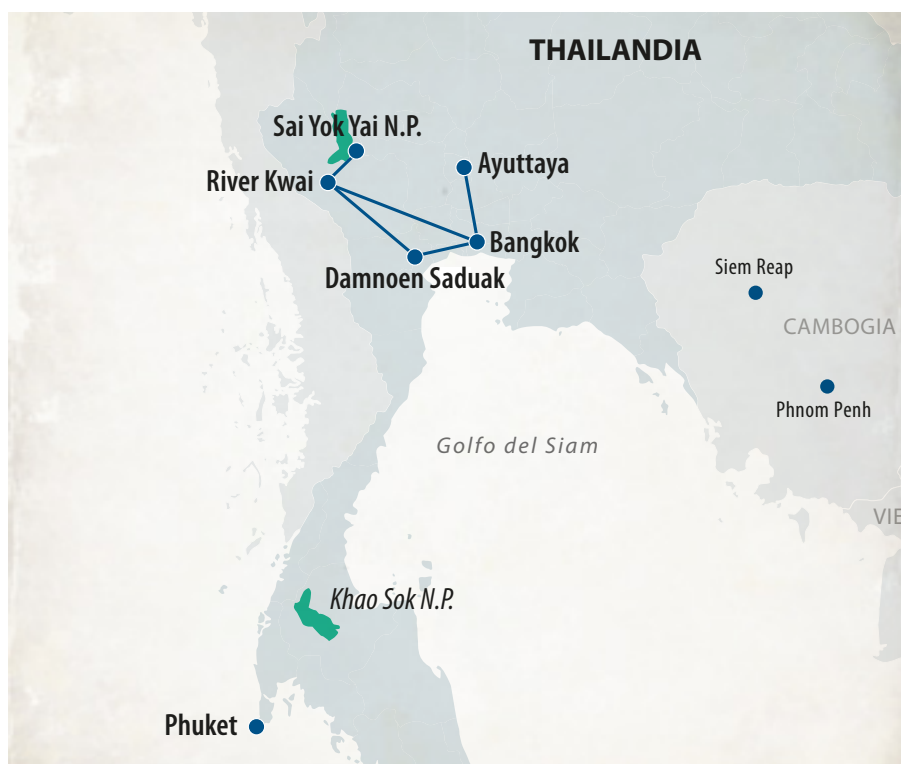 THAILANDIA
Sai Yok Yai N.P.
Ayuttaya
River Kwai
Bangkok
Damnoen Saduak
Siem Reap
CAMBOGIA
Phnom Penh
Golfo del Siam
VIE
Khao Sok N.P.
Phuket